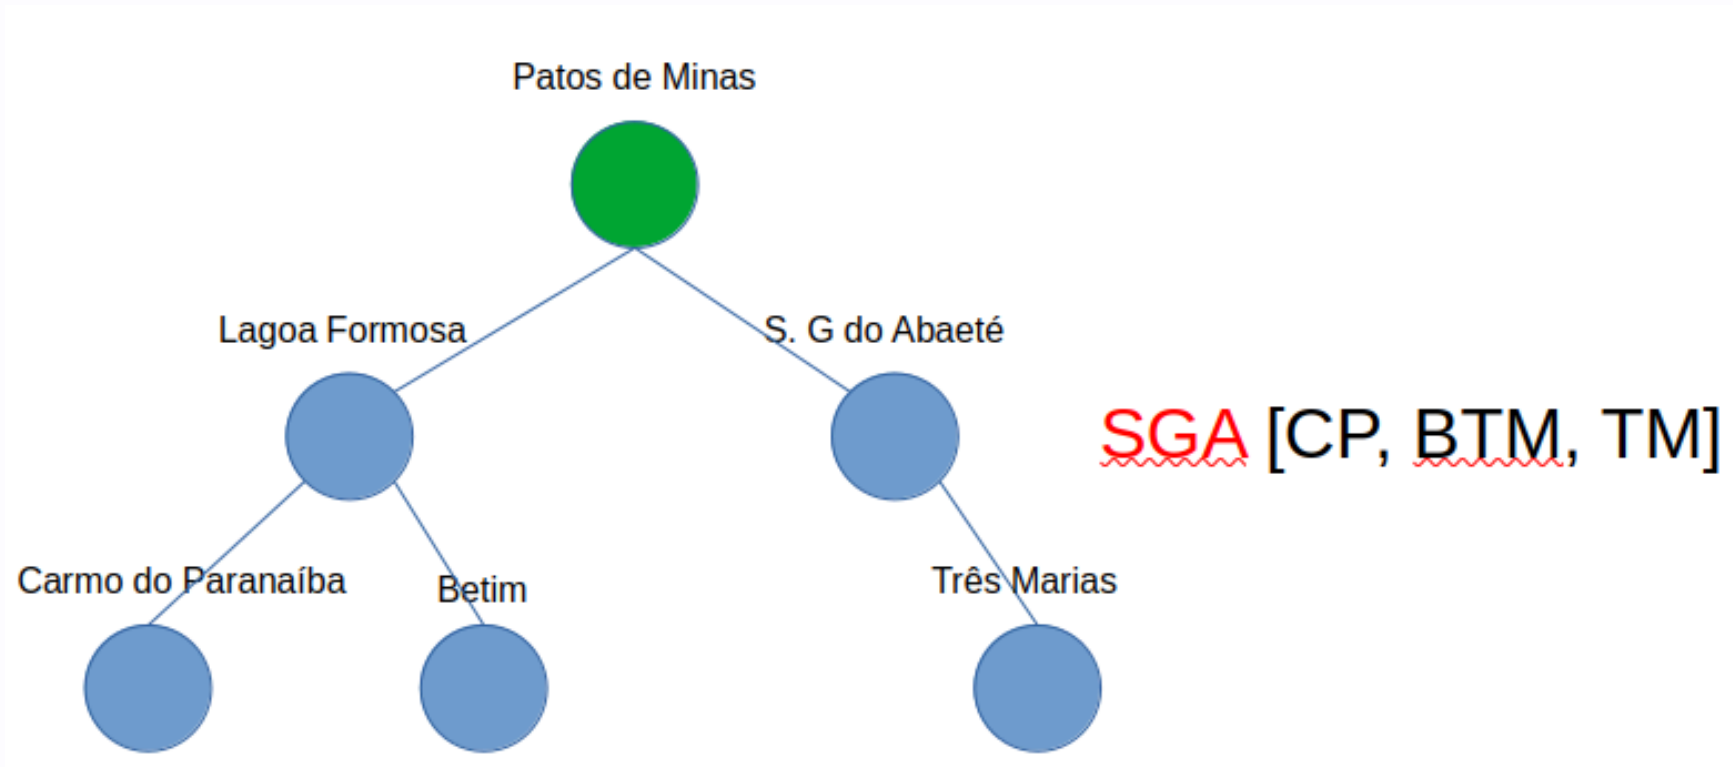 Patos de Minas
Lagoa Formosa
S. G do Abaeté
SGA [CP, BTM, TM]
Carmo do Paranaíba
Betim
Três Marias